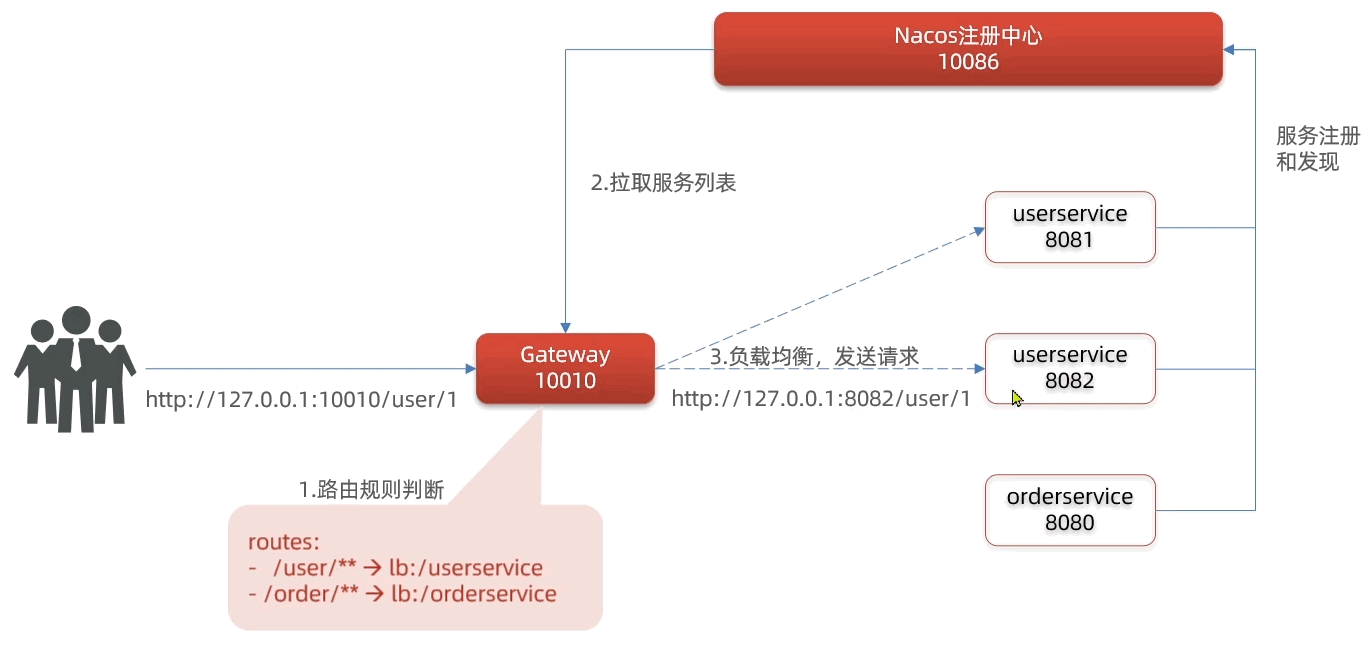 Nacos注册中心
10086
服务注册
和发现
2.拉取服务列表
userservice
8081
Gateway
10010
3.负载均衡，发送请求
userservice
8082
http://127.0.0.1:10010/user/1
http://127.0.0.1:8082/user/1
1.路由规则判断
orderservice
8080
routes:
- /user/** → lb:/userservice
- /order/** → lb:/orderservice